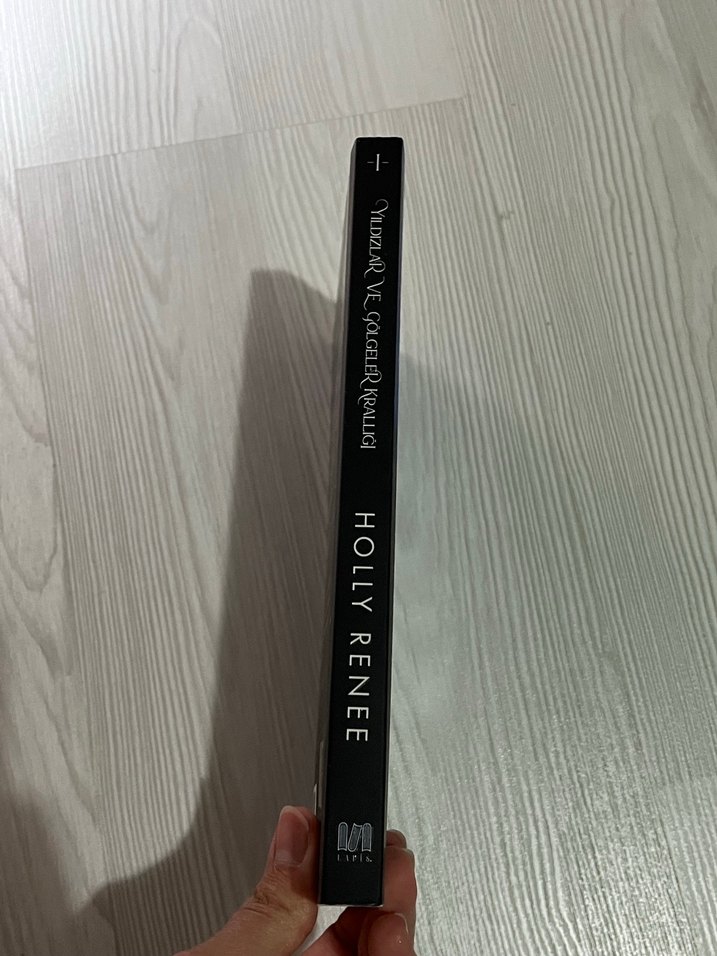 I
YILDIZLAR VE GÖLGELER KRALLIĞI
HOLLY RENEE
LAPİS